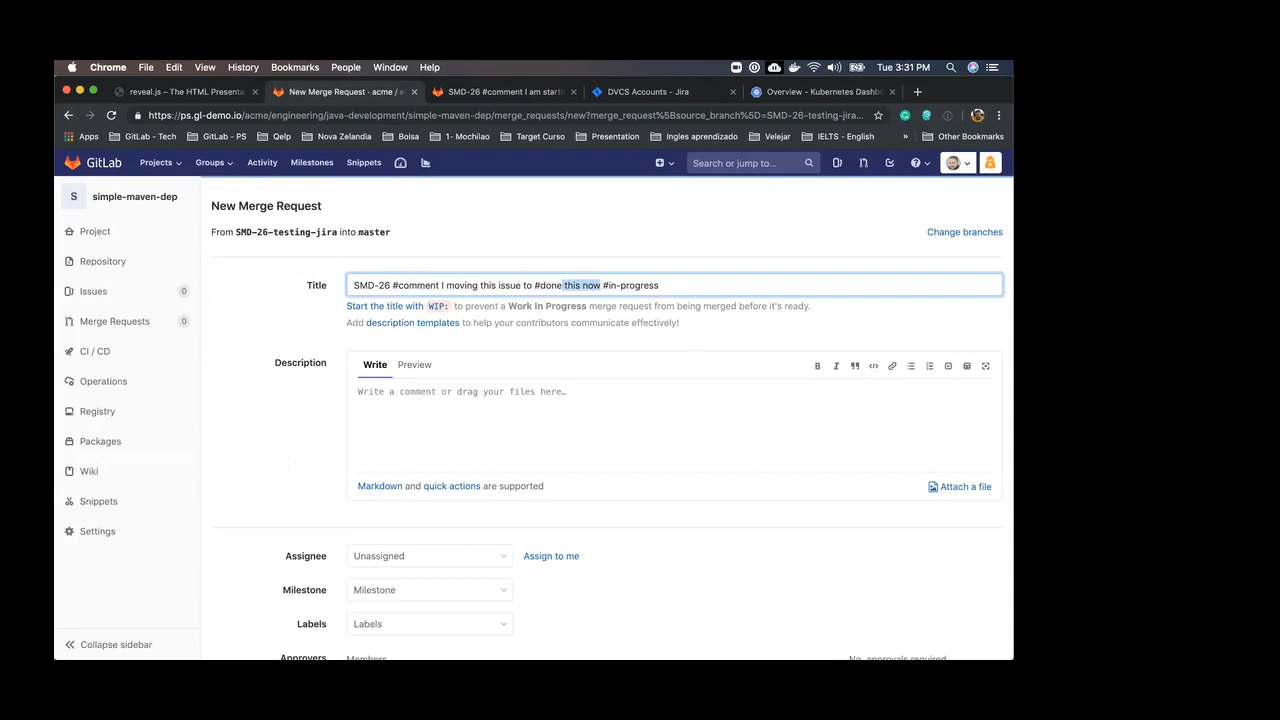 Chrome File Edit View History Bookmarks People Window Help Tue 3:31 PM
reveal.js – The HTML Presenta New Merge Request · acme / e SMD-26 #comment I am starti DVCS Accounts - Jira Overview - Kubernetes Dashbo
https://ps.gl-demo.io/acme/engineering/java-development/simple-maven-dep/merge_requests/new?merge_request%5Bsource_branch%5D=SMD-26-testing-jira...
Apps GitLab - Tech GitLab - PS Qelp Nova Zelandia Bolsa 1- Mochilao Target Curso Presentation Ingles aprendizado Velejar IELTS - English » Other Bookmarks
GitLab Projects Groups Activity Milestones Snippets Search or jump to...
S simple-maven-dep
Project
Repository
Issues 0
Merge Requests 0
CI / CD
Operations
Registry
Packages
Wiki
Snippets
Settings
Collapse sidebar
New Merge Request
From SMD-26-testing-jira into master Change branches
Title SMD-26 #comment I moving this issue to #done this now #in-progress
Start the title with WIP: to prevent a Work In Progress merge request from being merged before it's ready.
Add description templates to help your contributors communicate effectively!
Description Write Preview
Write a comment or drag your files here…
Markdown and quick actions are supported Attach a file
Assignee Unassigned Assign to me
Milestone Milestone
Labels Labels
Approvers Members No approvals required